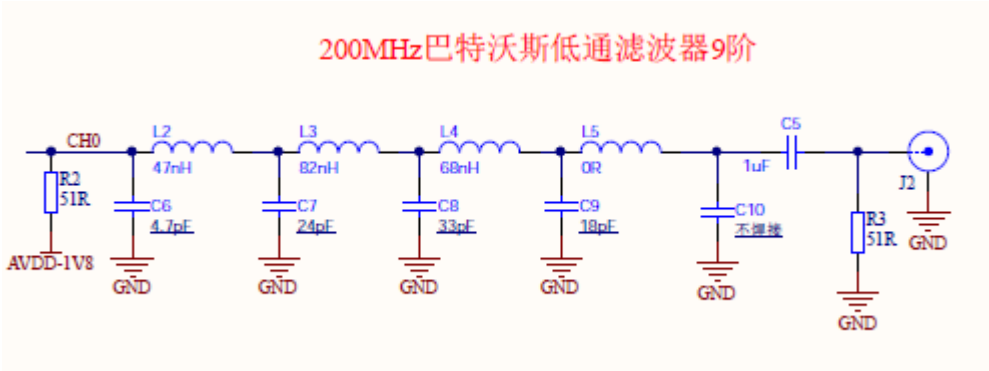 200MHz巴特沃斯低通滤波器9阶
CH0
L2
47nH
L3
82nH
L4
68nH
L5
0R
C5
1uF
J2
R2
51R
C6
4.7pF
C7
24pF
C8
33pF
C9
18pF
C10
不焊接
R3
51R
GND
AVDD-1V8
GND
GND
GND
GND
GND
GND